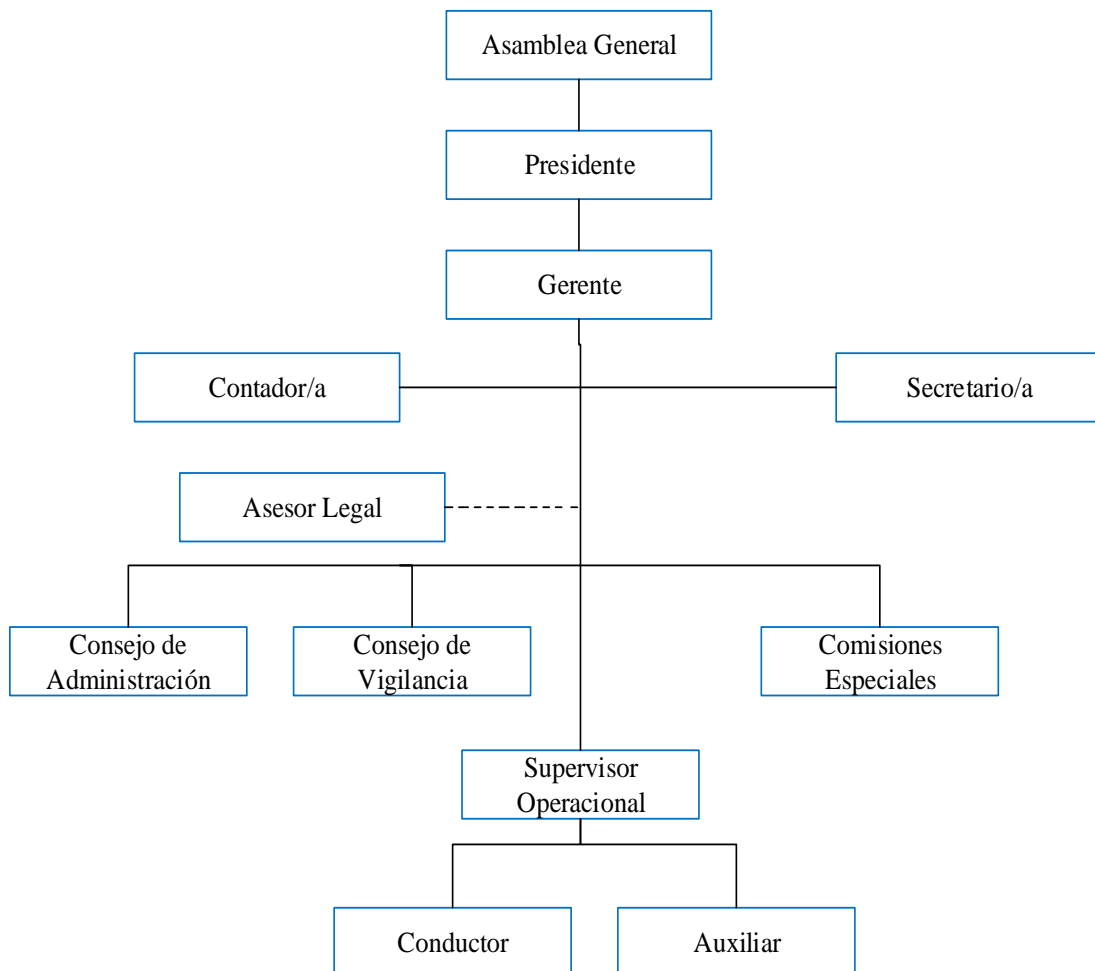 Asamblea General
Presidente
Gerente
Contador/a
Secretario/a
Asesor Legal
Consejo de
Administración
Consejo de
Vigilancia
Comisiones
Especiales
Supervisor
Operacional
Conductor
Auxiliar